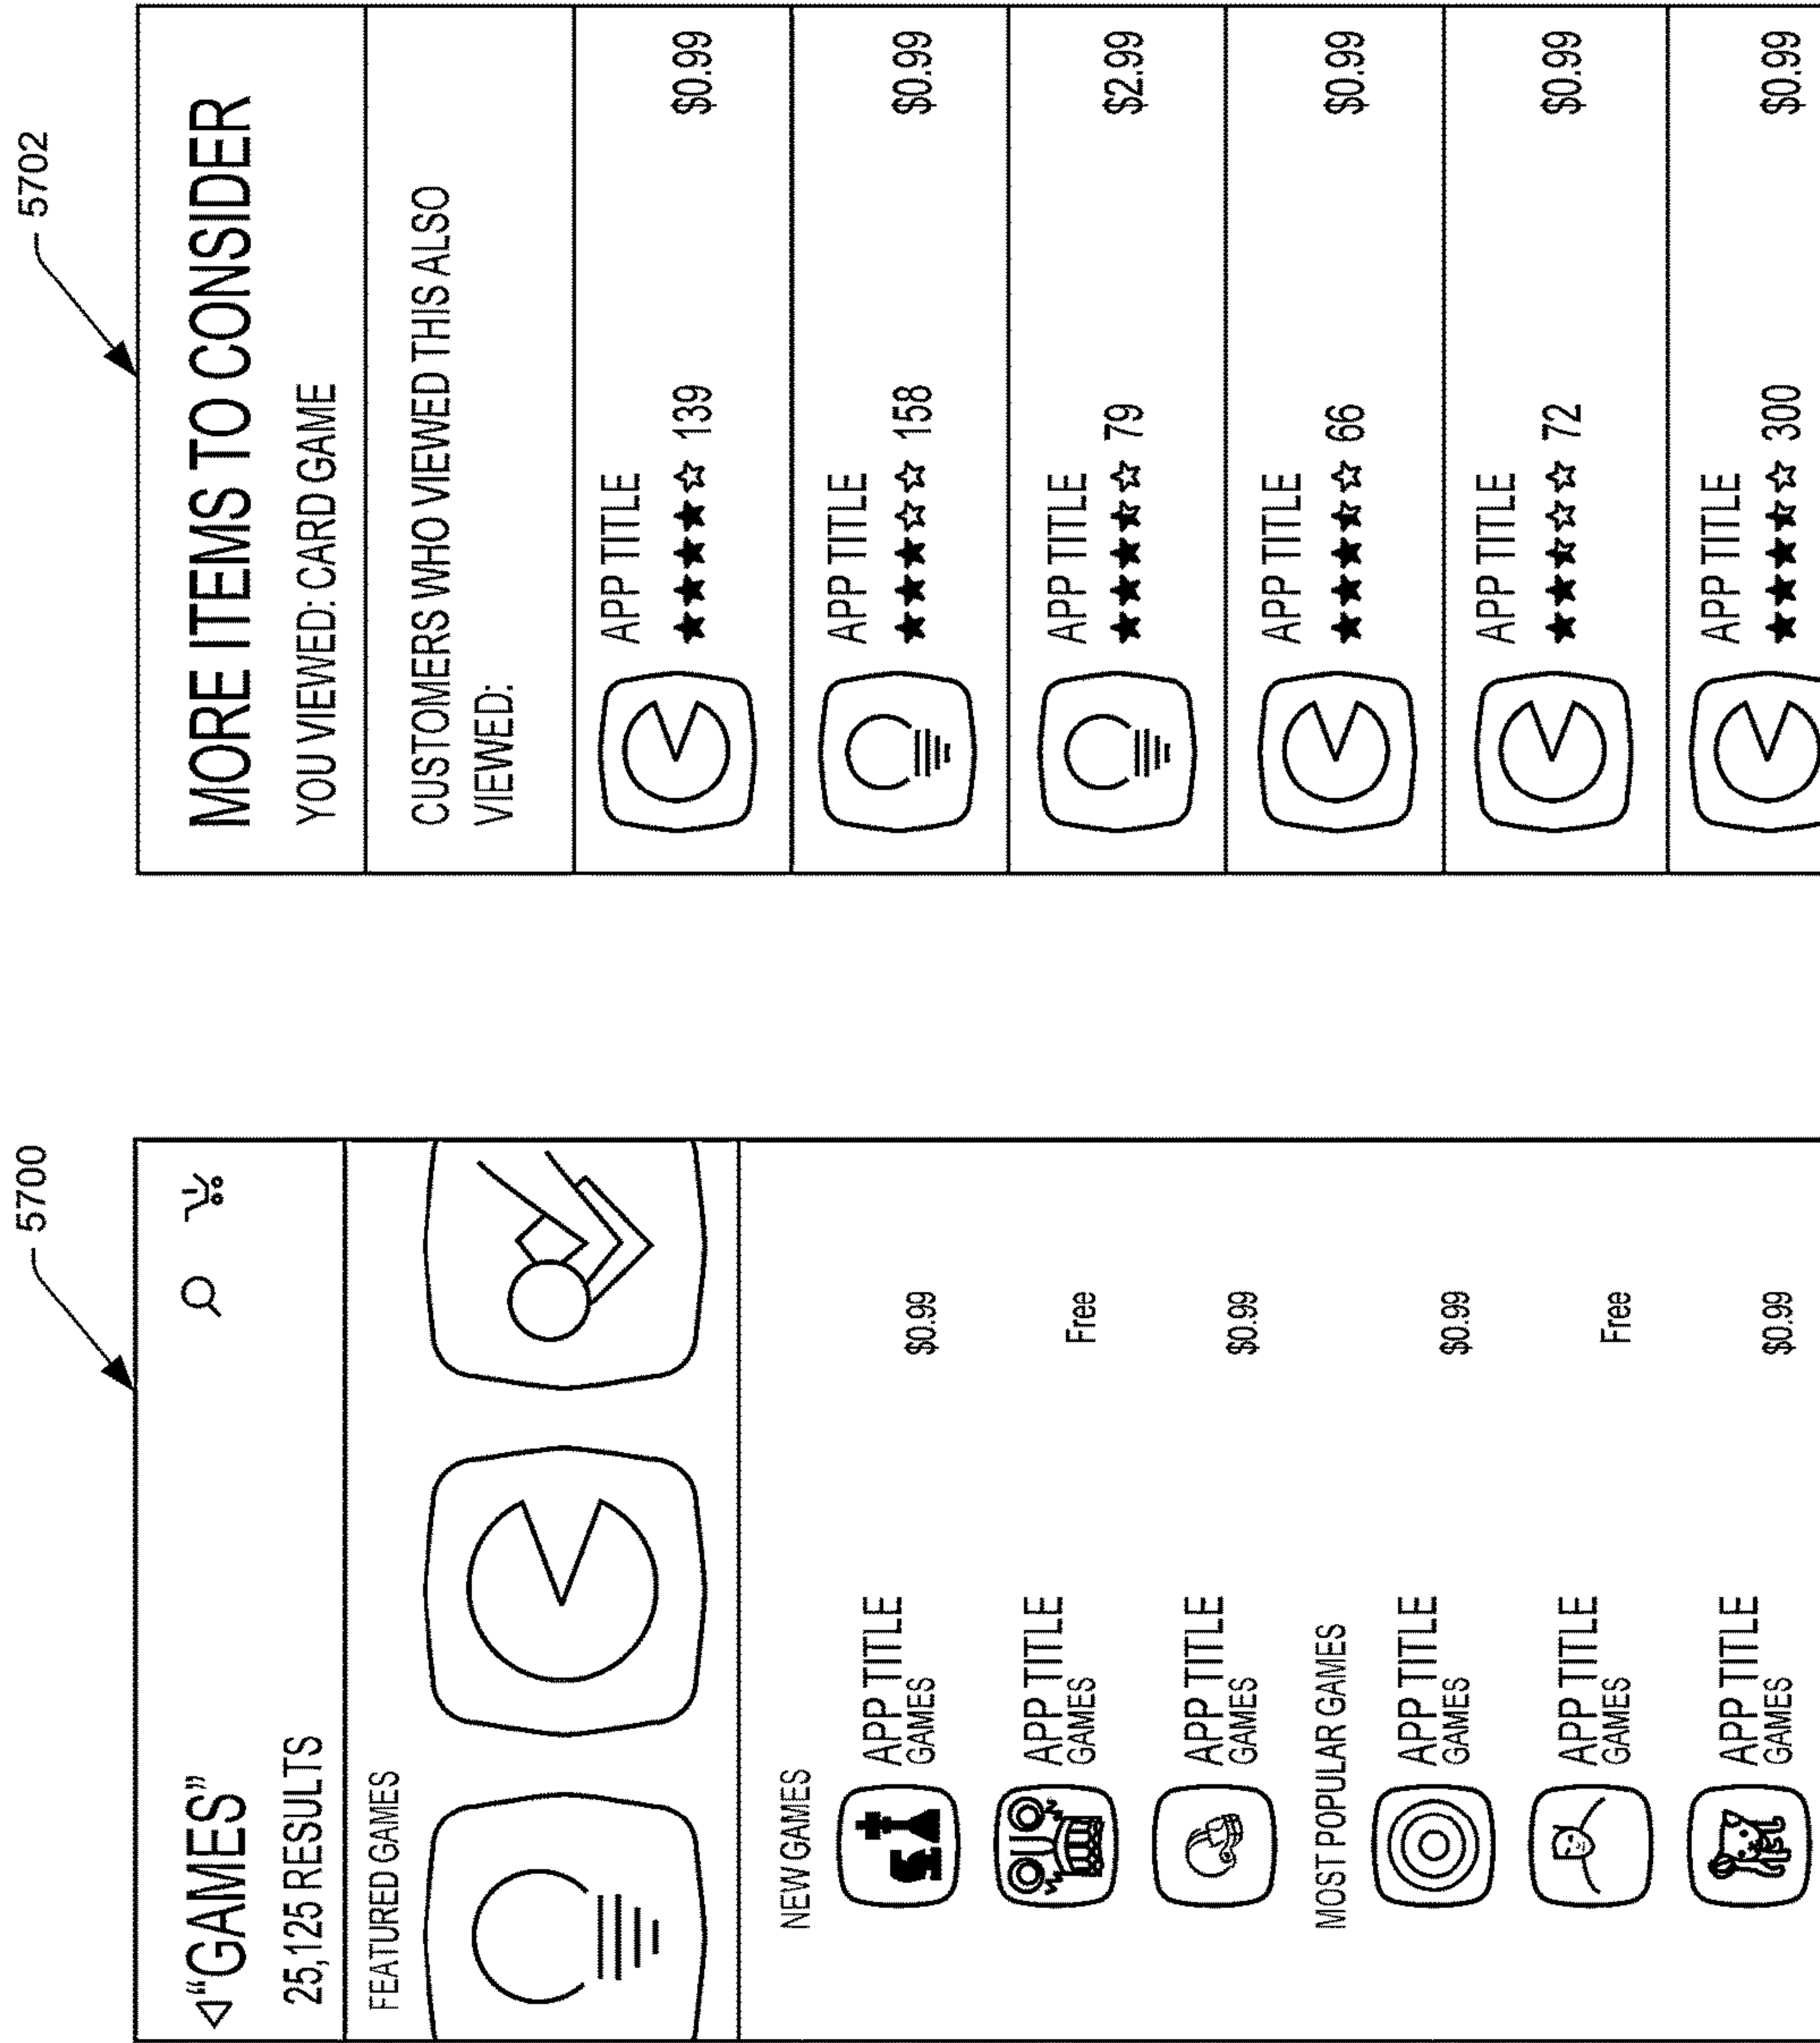 5700
◁“GAMES”
25,125 RESULTS
FEATURED GAMES
NEW GAMES
APP TITLE
GAMES
$0.99
APP TITLE
GAMES
Free
APP TITLE
GAMES
$0.99
MOST POPULAR GAMES
APP TITLE
GAMES
$0.99
APP TITLE
GAMES
Free
APP TITLE
GAMES
$0.99
5702
MORE ITEMS TO CONSIDER
YOU VIEWED: CARD GAME
CUSTOMERS WHO VIEWED THIS ALSO
VIEWED:
APP TITLE
139 $0.99
APP TITLE
158 $0.99
APP TITLE
79 $2.99
APP TITLE
66 $0.99
APP TITLE
72 $0.99
APP TITLE
300 $0.99